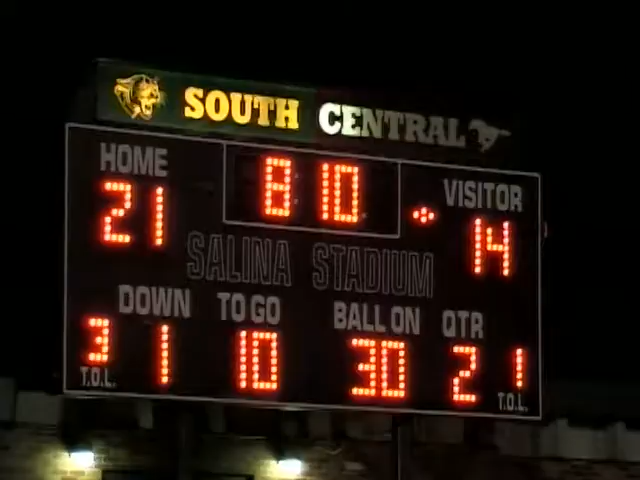 SOUTH CENTRAL
HOME 8 10 VISITOR
21 14
SALINA STADIUM
DOWN TO GO BALL ON QTR
3 1 10 30 2 1
T.O.L. T.O.L.